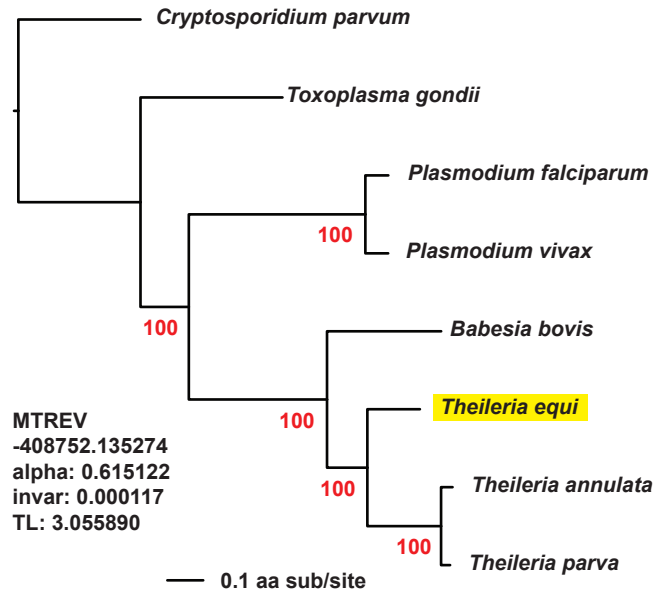 Cryptosporidium parvum
Toxoplasma gondii
Plasmodium falciparum
100
Plasmodium vivax
100
Babesia bovis
Theileria equi
100
MTREV
-408752.135274
alpha: 0.615122
invar: 0.000117
TL: 3.055890
Theileria annulata
100
100
Theileria parva
0.1 aa sub/site